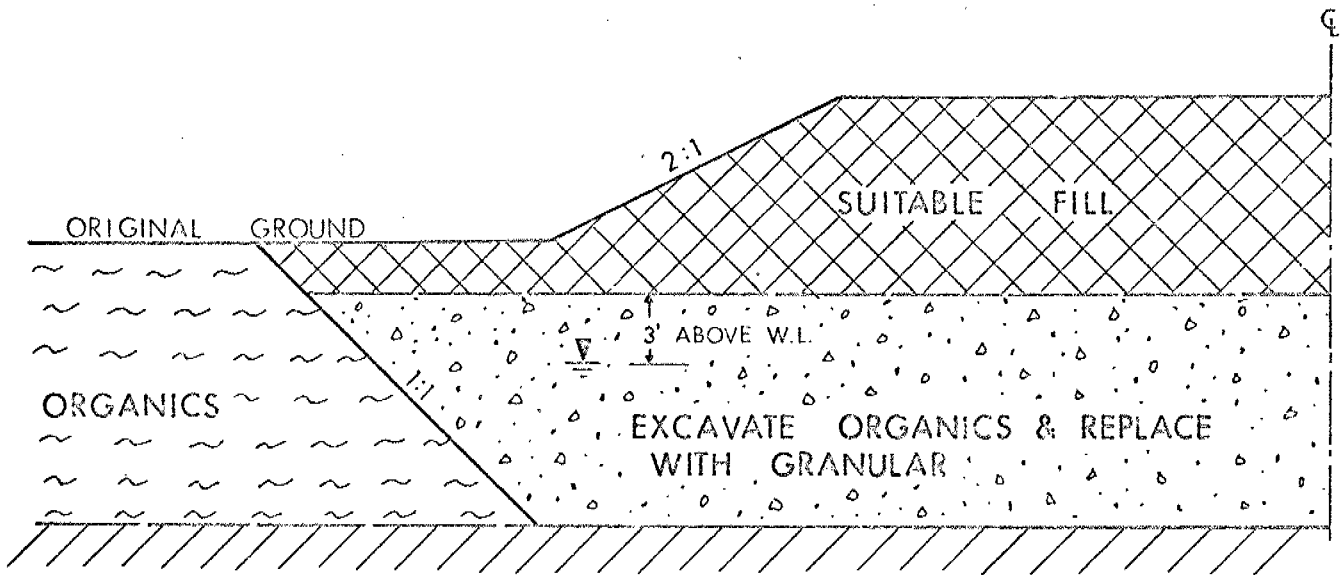 ℄
2:1
SUITABLE FILL
ORIGINAL GROUND
3' ABOVE W.L.
1:1
ORGANICS
EXCAVATE ORGANICS & REPLACE
WITH GRANULAR